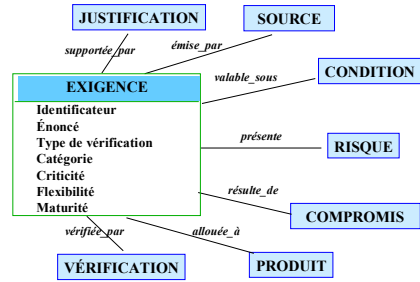 JUSTIFICATION
SOURCE
supportée_par
émise_par
CONDITION
valable_sous
EXIGENCE
Identificateur
Énoncé
Type de vérification
Catégorie
Criticité
Flexibilité
Maturité
présente
RISQUE
résulte_de
COMPROMIS
vérifiée_par
allouée_à
VÉRIFICATION
PRODUIT